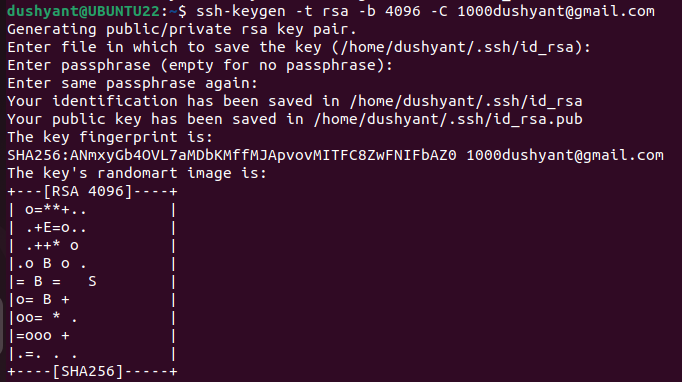 dushyant@UBUNTU22:~$ ssh-keygen -t rsa -b 4096 -C 1000dushyant@gmail.com
Generating public/private rsa key pair.
Enter file in which to save the key (/home/dushyant/.ssh/id_rsa):
Enter passphrase (empty for no passphrase):
Enter same passphrase again:
Your identification has been saved in /home/dushyant/.ssh/id_rsa
Your public key has been saved in /home/dushyant/.ssh/id_rsa.pub
The key fingerprint is:
SHA256:ANmxyGb4OVL7aMDbKMffMJApvovMITFC8ZwFNIFbAZ0 1000dushyant@gmail.com
The key's randomart image is:
+---[RSA 4096]----+
| o=**+..         |
| .+E=o..         |
| .++* o          |
|.o B o .         |
|= B =   S        |
|o= B +           |
|oo= * .          |
|=ooo +           |
|.=. . .          |
+----[SHA256]-----+